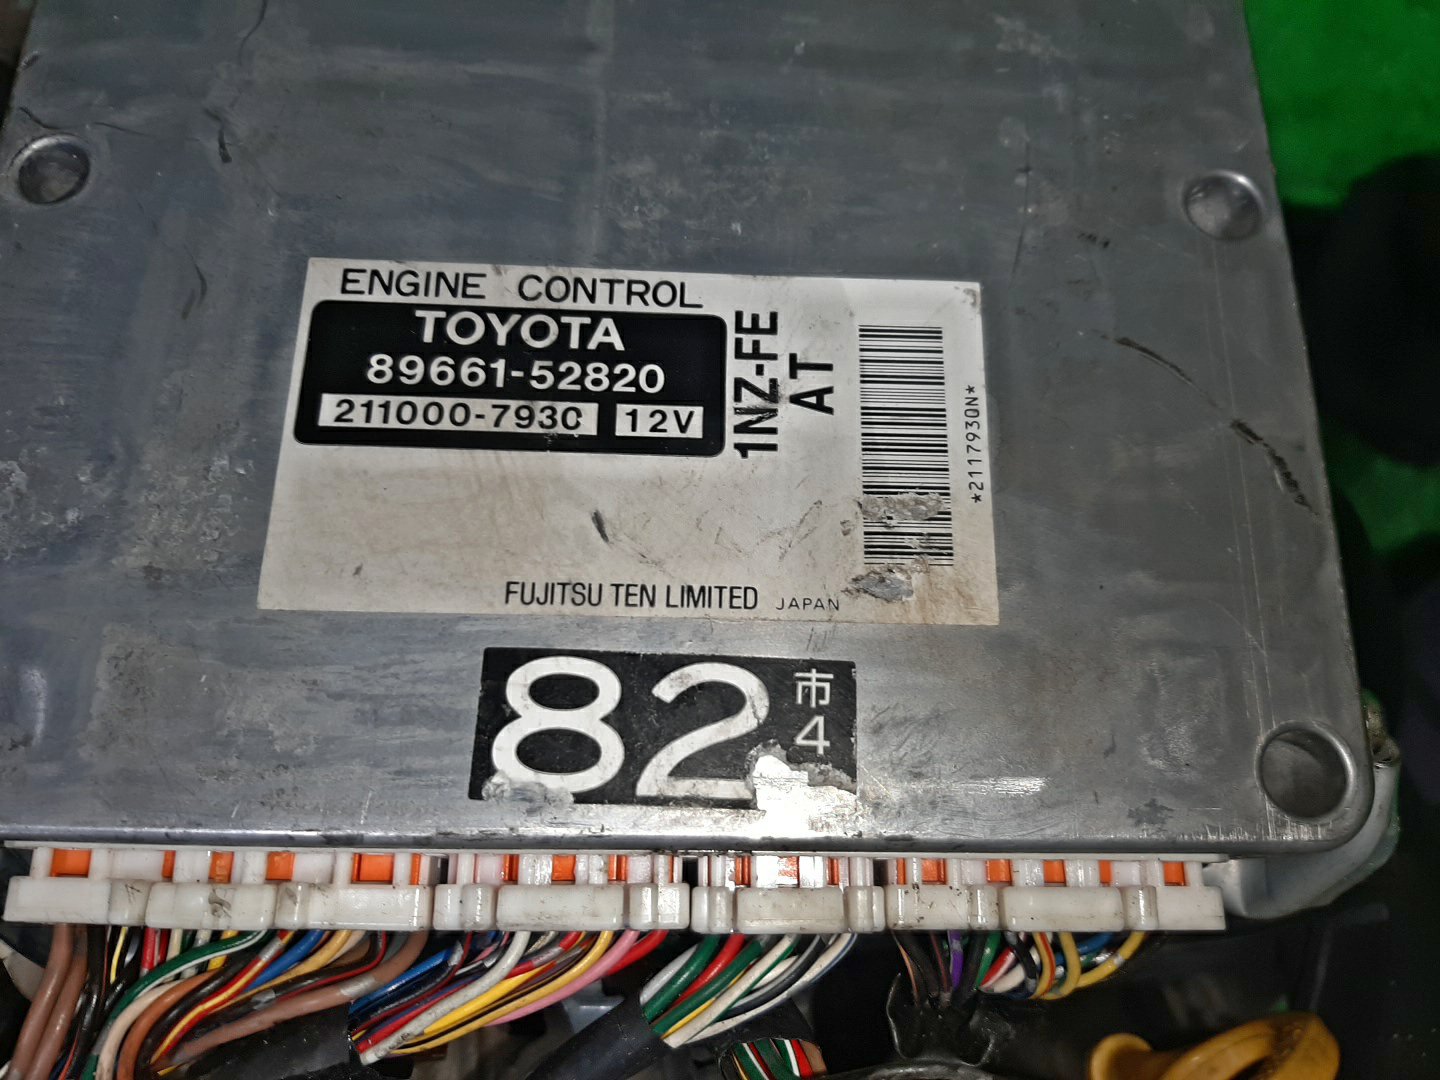 ENGINE CONTROL
TOYOTA
89661-52820
211000-7930 12V
1NZ-FE
AT
*2117930N*
FUJITSU TEN LIMITED JAPAN
82 市
4